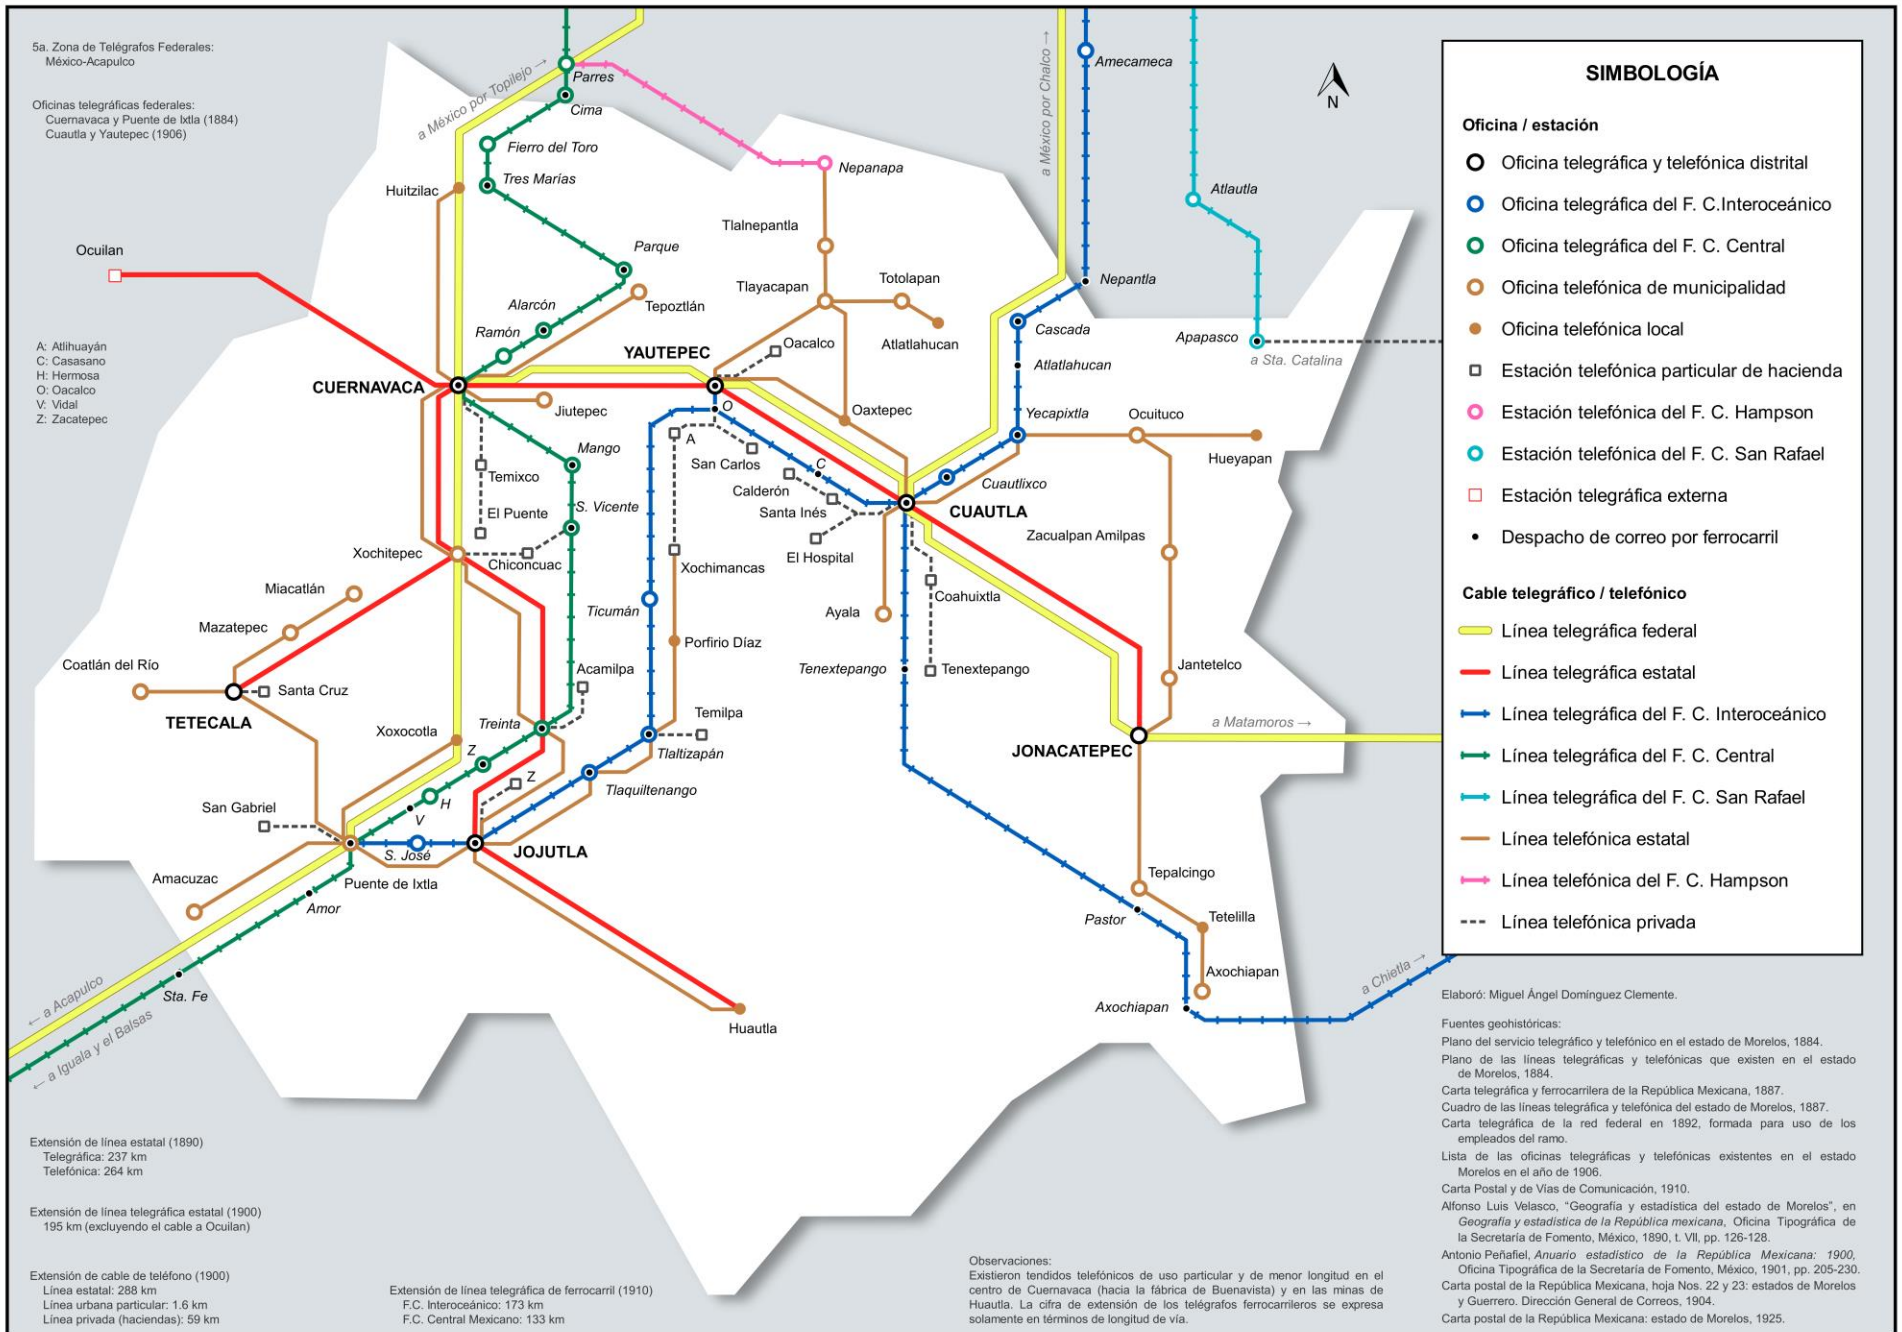 5a. Zona de Telégrafos Federales:
México-Acapulco
Oficinas telegráficas federales:
Cuernavaca y Puente de Ixtla (1884)
Cuautla y Yautepec (1906)
a México por Topilejo →
Parres
Cima
Fierro del Toro
Tres Marías
Huitzilac
Nepanapa
a México por Chalco →
Amecameca
Atlautla
Ocuilan
Parque
Tlalnepantla
Tepoztlán
Tlayacapan
Totolapan
Nepantla
Alarcón
Ramón
Atlatlahucan
Cascada
Apapasco
a Sta. Catalina
A: Atlihuayán
C: Casasano
H: Hermosa
O: Oacalco
V: Vidal
Z: Zacatepec
YAUTEPEC
Oacalco
Atlatlahucan
CUERNAVACA
Jiutepec
O
Oaxtepec
Yecapixtla
Ocuituco
Hueyapan
Mango
A
San Carlos
C
Calderón
Cuautlixco
Temixco
El Puente
S. Vicente
Santa Inés
CUAUTLA
Xochitepec
Chiconcuac
Xochimancas
El Hospital
Zacualpan Amilpas
Miacatlán
Ticumán
Ayala
Coahuixtla
Mazatepec
Porfirio Díaz
Coatlán del Río
Santa Cruz
Acamilpa
Tenextepango
Tenextepango
Jantetelco
TETECALA
Temilpa
a Matamoros →
Xoxocotla
Treinta
Tlaltizapán
JONACATEPEC
Z
Z
Tlaquiltenango
San Gabriel
H
V
S. José
JOJUTLA
Amacuzac
Puente de Ixtla
Amor
Tepalcingo
Pastor
Tetelilla
Sta. Fe
Axochiapan
Axochiapan
a Chietla →
← a Acapulco
← a Iguala y el Balsas
Huautla
N
SIMBOLOGÍA
Oficina / estación
Oficina telegráfica y telefónica distrital
Oficina telegráfica del F. C.Interoceánico
Oficina telegráfica del F. C. Central
Oficina telefónica de municipalidad
Oficina telefónica local
Estación telefónica particular de hacienda
Estación telefónica del F. C. Hampson
Estación telefónica del F. C. San Rafael
Estación telegráfica externa
Despacho de correo por ferrocarril
Cable telegráfico / telefónico
Línea telegráfica federal
Línea telegráfica estatal
Línea telegráfica del F. C. Interoceánico
Línea telegráfica del F. C. Central
Línea telegráfica del F. C. San Rafael
Línea telefónica estatal
Línea telefónica del F. C. Hampson
Línea telefónica privada
Extensión de línea estatal (1890)
Telegráfica: 237 km
Telefónica: 264 km
Extensión de línea telegráfica estatal (1900)
195 km (excluyendo el cable a Ocuilan)
Extensión de cable de teléfono (1900)
Línea estatal: 288 km
Línea urbana particular: 1.6 km
Línea privada (haciendas): 59 km
Extensión de línea telegráfica de ferrocarril (1910)
F.C. Interoceánico: 173 km
F.C. Central Mexicano: 133 km
Observaciones:
Existieron tendidos telefónicos de uso particular y de menor longitud en el
centro de Cuernavaca (hacia la fábrica de Buenavista) y en las minas de
Huautla. La cifra de extensión de los telégrafos ferrocarrileros se expresa
solamente en términos de longitud de vía.
Elaboró: Miguel Ángel Domínguez Clemente.
Fuentes geohistóricas:
Plano del servicio telegráfico y telefónico en el estado de Morelos, 1884.
Plano de las líneas telegráficas y telefónicas que existen en el estado
de Morelos, 1884.
Carta telegráfica y ferrocarrilera de la República Mexicana, 1887.
Cuadro de las líneas telegráfica y telefónica del estado de Morelos, 1887.
Carta telegráfica de la red federal en 1892, formada para uso de los
empleados del ramo.
Lista de las oficinas telegráficas y telefónicas existentes en el estado
Morelos en el año de 1906.
Carta Postal y de Vías de Comunicación, 1910.
Alfonso Luis Velasco, “Geografía y estadística del estado de Morelos”, en
Geografía y estadística de la República mexicana, Oficina Tipográfica de
la Secretaría de Fomento, México, 1890, t. VII, pp. 126-128.
Antonio Peñafiel, Anuario estadístico de la República Mexicana: 1900,
Oficina Tipográfica de la Secretaría de Fomento, México, 1901, pp. 205-230.
Carta postal de la República Mexicana, hoja Nos. 22 y 23: estados de Morelos
y Guerrero. Dirección General de Correos, 1904.
Carta postal de la República Mexicana: estado de Morelos, 1925.